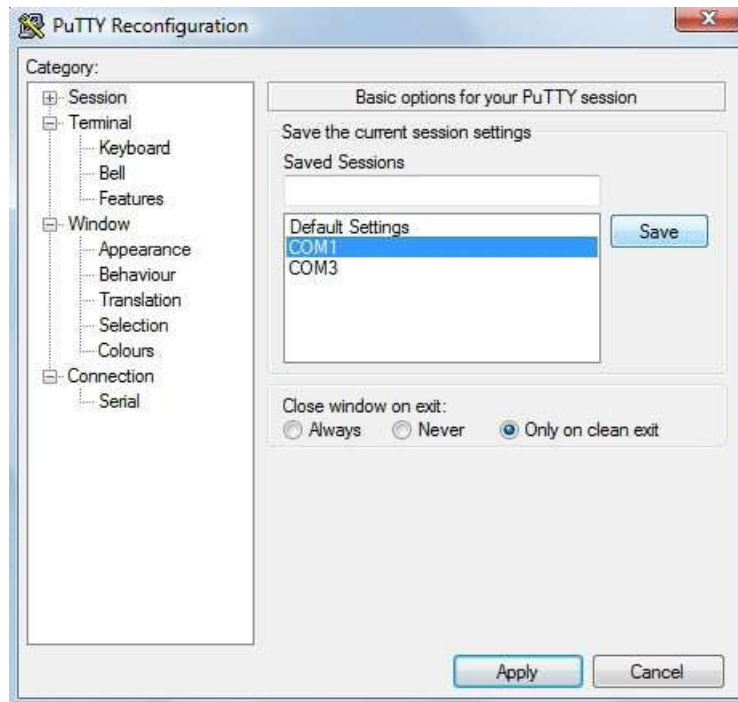 PuTTY Reconfiguration
Category:
Session
Terminal
Keyboard
Bell
Features
Window
Appearance
Behaviour
Translation
Selection
Colours
Connection
Serial
Basic options for your PuTTY session
Save the current session settings
Saved Sessions
Default Settings
COM1
COM3
Save
Close window on exit:
Always Never Only on clean exit
Apply Cancel